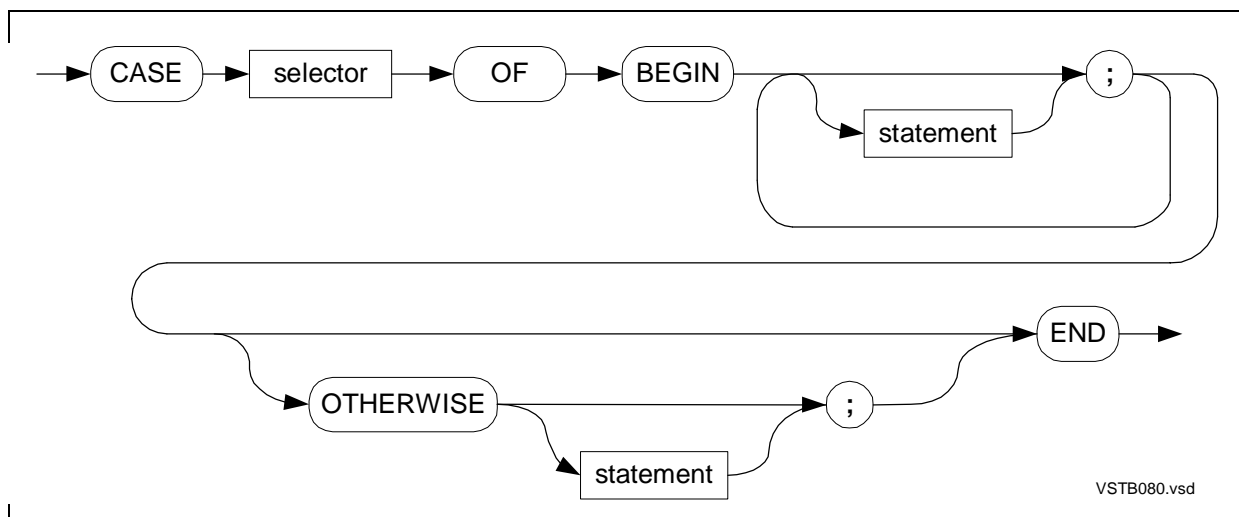 CASE selector OF BEGIN ;
statement
END
OTHERWISE ;
statement
VSTB080.vsd